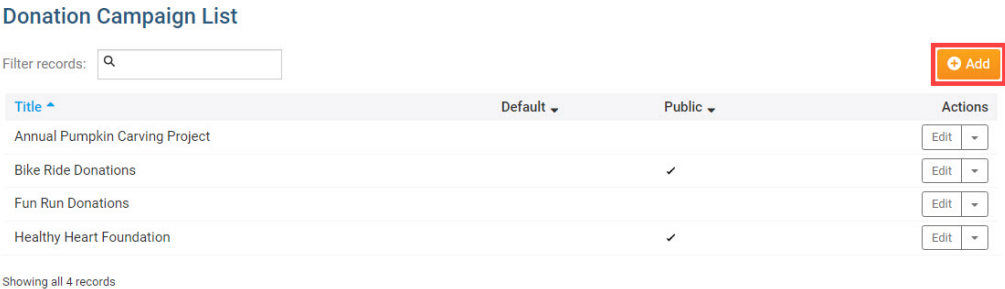 Donation Campaign List
Filter records:
Add
Title Default Public Actions
Annual Pumpkin Carving Project Edit
Bike Ride Donations Edit
Fun Run Donations Edit
Healthy Heart Foundation Edit
Showing all 4 records